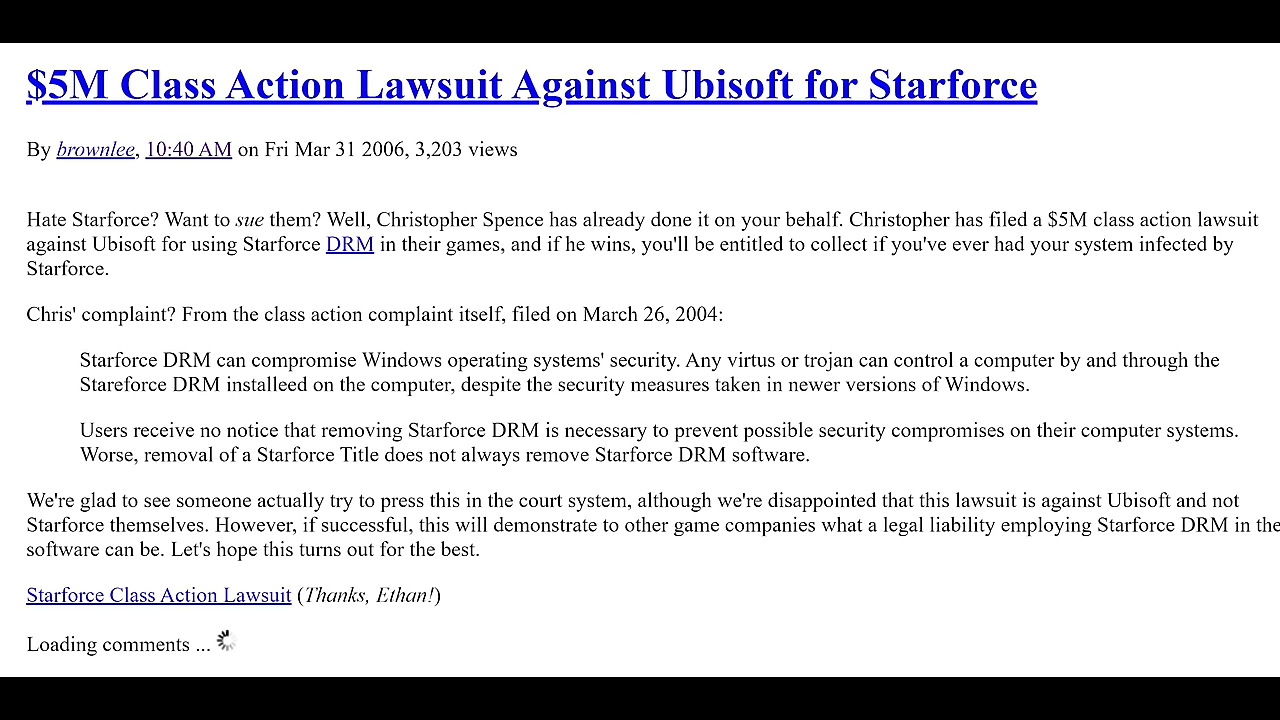 $5M Class Action Lawsuit Against Ubisoft for Starforce
By brownlee, 10:40 AM on Fri Mar 31 2006, 3,203 views
Hate Starforce? Want to sue them? Well, Christopher Spence has already done it on your behalf. Christopher has filed a $5M class action lawsuit
against Ubisoft for using Starforce DRM in their games, and if he wins, you'll be entitled to collect if you've ever had your system infected by
Starforce.
Chris' complaint? From the class action complaint itself, filed on March 26, 2004:
Starforce DRM can compromise Windows operating systems' security. Any virtus or trojan can control a computer by and through the
Stareforce DRM installeed on the computer, despite the security measures taken in newer versions of Windows.
Users receive no notice that removing Starforce DRM is necessary to prevent possible security compromises on their computer systems.
Worse, removal of a Starforce Title does not always remove Starforce DRM software.
We're glad to see someone actually try to press this in the court system, although we're disappointed that this lawsuit is against Ubisoft and not
Starforce themselves. However, if successful, this will demonstrate to other game companies what a legal liability employing Starforce DRM in the
software can be. Let's hope this turns out for the best.
Starforce Class Action Lawsuit (Thanks, Ethan!)
Loading comments ...